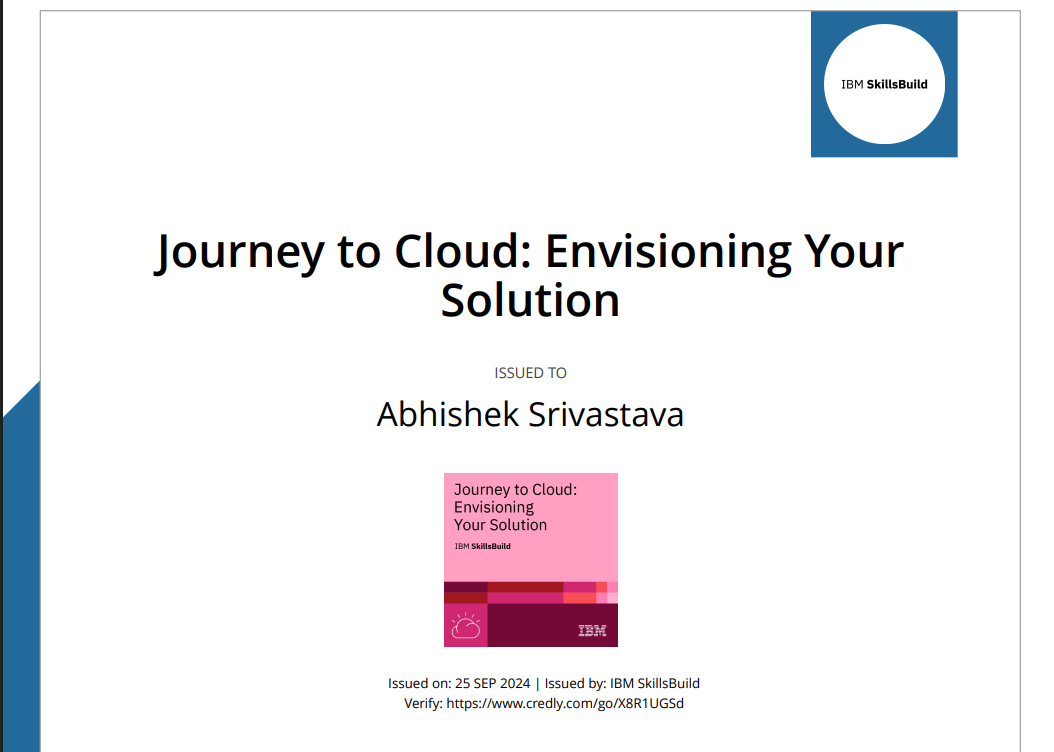 IBM SkillsBuild
Journey to Cloud: Envisioning Your
Solution
ISSUED TO
Abhishek Srivastava
Journey to Cloud:
Envisioning
Your Solution
IBM SkillsBuild
IBM
Issued on: 25 SEP 2024 | Issued by: IBM SkillsBuild
Verify: https://www.credly.com/go/X8R1UGSd